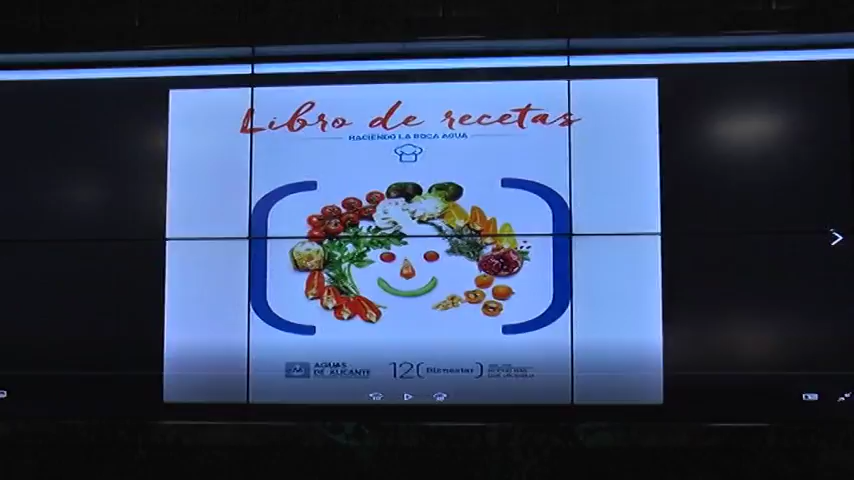 Libro de recetas
HACIENDO LA BOCA AGUA
AGUAS
DE ALICANTE
12 (Bienestar)